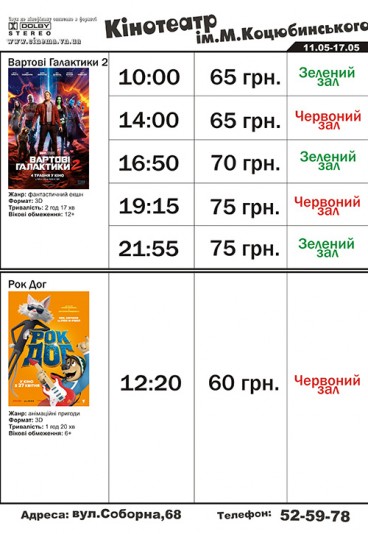 DOLBY
STEREO
www.cinema.vn.ua
Кінотеатр
ім.М.Коцюбинського
11.05-17.05
Вартові Галактики 2
ВАРТОВІ
ГАЛАКТИКИ 2
4 ТРАВНЯ У КІНО
Жанр: фантастичний екшн
Формат: 3D
Тривалість: 2 год 17 хв
Вікові обмеження: 12+
10:00 65 грн. Зелений зал
14:00 65 грн. Червоний зал
16:50 70 грн. Зелений зал
19:15 75 грн. Червоний зал
21:55 75 грн. Зелений зал
Рок Дог
РОК
ДОГ
У КІНО
З 27 КВІТНЯ
Жанр: анімаційні пригоди
Формат: 3D
Тривалість: 1 год 20 хв
Вікові обмеження: 6+
12:20 60 грн. Червоний зал
Адреса: вул.Соборна,68 Телефон: 52-59-78